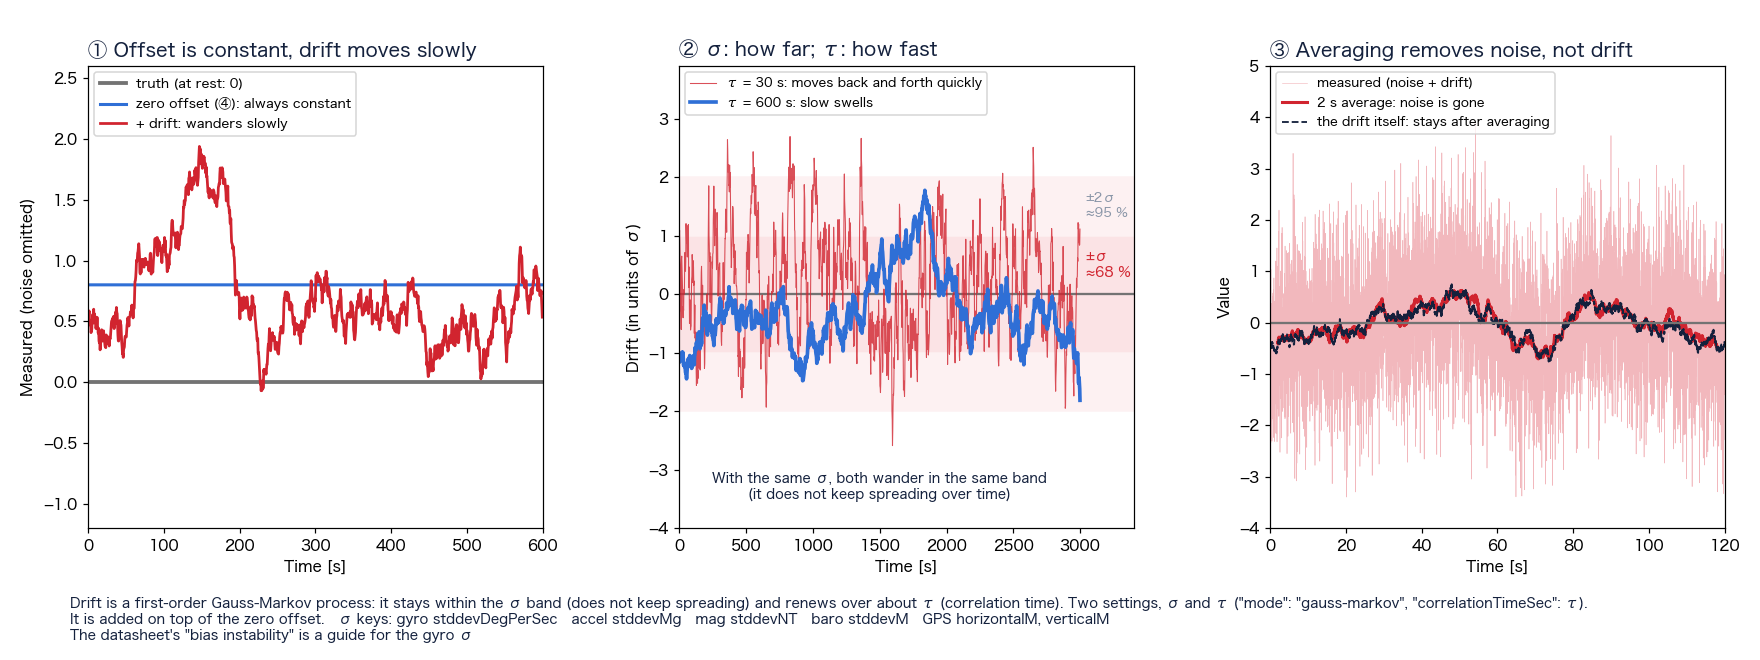 ① Offset is constant, drift moves slowly
2.5
2.0
1.5
1.0
0.5
0.0
−0.5
−1.0
Measured (noise omitted)
truth (at rest: 0)
zero offset (④): always constant
+ drift: wanders slowly
0 100 200 300 400 500 600
Time [s]
② σ: how far; τ: how fast
3
2
1
0
−1
−2
−3
−4
Drift (in units of σ)
τ = 30 s: moves back and forth quickly
τ = 600 s: slow swells
±2σ
≈95 %
±σ
≈68 %
With the same σ, both wander in the same band
(it does not keep spreading over time)
0 500 1000 1500 2000 2500 3000
Time [s]
③ Averaging removes noise, not drift
5
4
3
2
1
0
−1
−2
−3
−4
Value
measured (noise + drift)
2 s average: noise is gone
the drift itself: stays after averaging
0 20 40 60 80 100 120
Time [s]
Drift is a first-order Gauss-Markov process: it stays within the σ band (does not keep spreading) and renews over about τ (correlation time). Two settings, σ and τ ("mode": "gauss-markov", "correlationTimeSec": τ).
It is added on top of the zero offset. σ keys: gyro stddevDegPerSec accel stddevMg mag stddevNT baro stddevM GPS horizontalM, verticalM
The datasheet's "bias instability" is a guide for the gyro σ